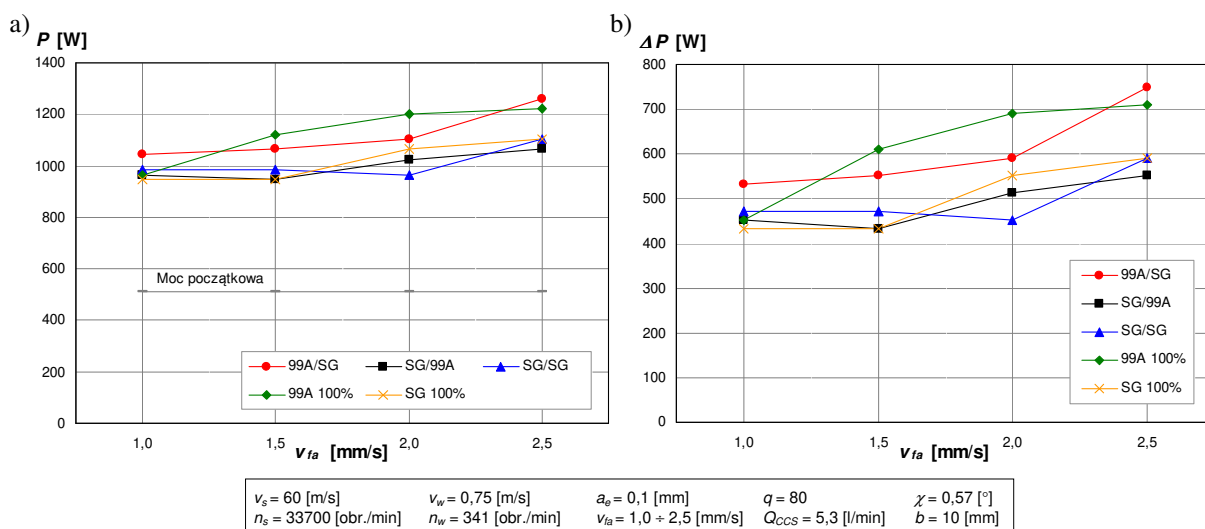 a)
P [W]
1400
1200
1000
800
600
400
200
0
Moc początkowa
99A/SG SG/99A SG/SG
99A 100% SG 100%
1,0 1,5 2,0 2,5
v fa [mm/s]
b)
ΔP [W]
800
700
600
500
400
300
200
100
0
99A/SG
SG/99A
SG/SG
99A 100%
SG 100%
1,0 1,5 2,0 2,5
v fa [mm/s]
vs = 60 [m/s] vw = 0,75 [m/s] ae = 0,1 [mm] q = 80 χ = 0,57 [°]
ns = 33700 [obr./min] nw = 341 [obr./min] vfa = 1,0 ÷ 2,5 [mm/s] QCCS = 5,3 [l/min] b = 10 [mm]